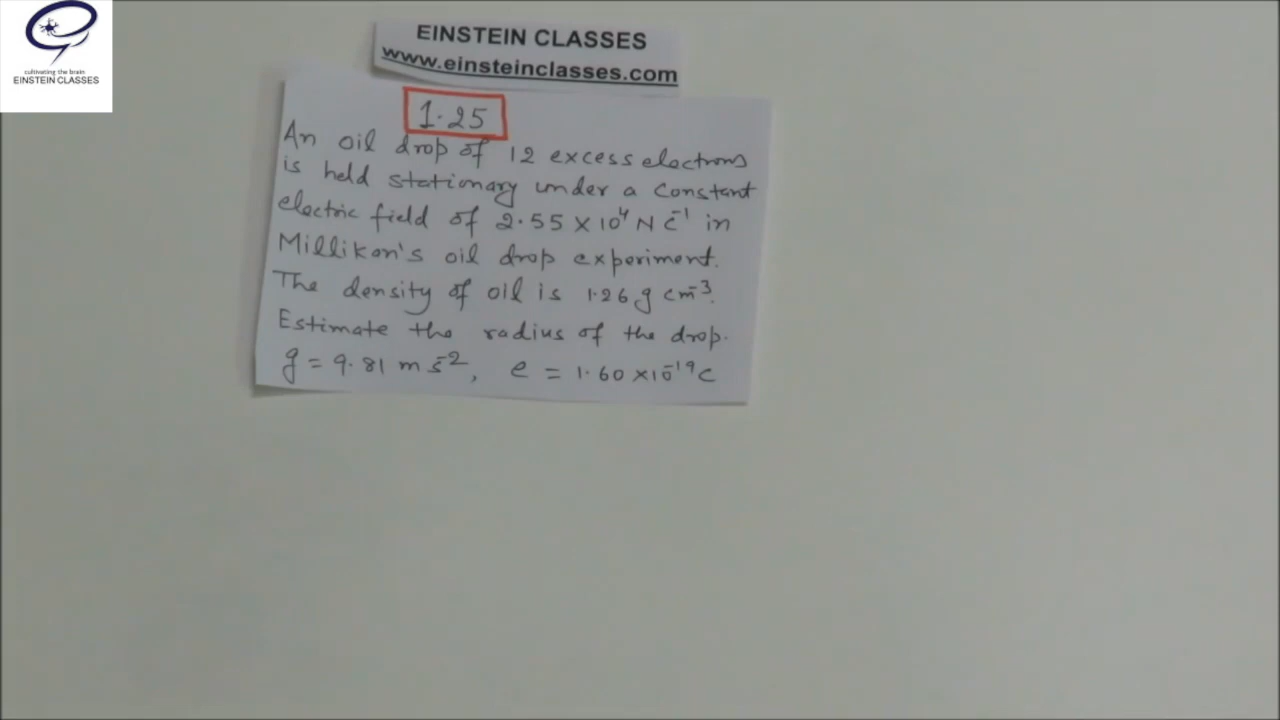 cultivating the brain
EINSTEIN CLASSES
EINSTEIN CLASSES
www.einsteinclasses.com
1.25
An oil drop of 12 excess electrons
is held stationary under a constant
electric field of 2.55 × 10⁴ N C⁻¹ in
Millikan's oil drop experiment.
The density of oil is 1.26 g cm⁻³.
Estimate the radius of the drop.
g = 9.81 m s⁻², e = 1.60 × 10⁻¹⁹ C